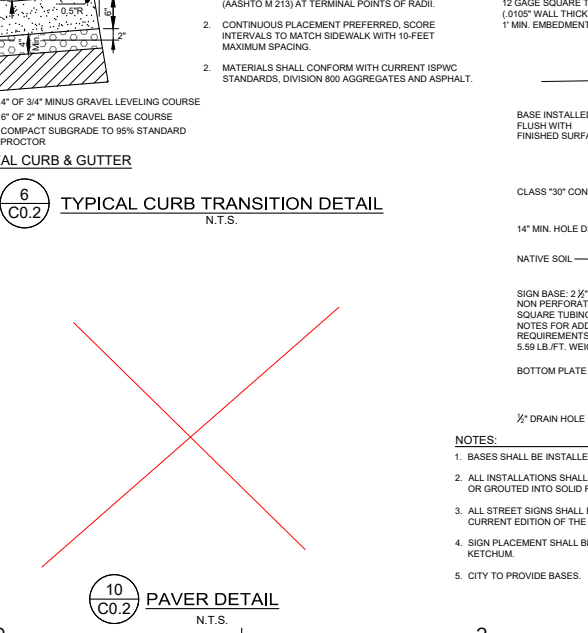 (AASHTO M 213) AT TERMINAL POINTS OF RADII.
2. CONTINUOUS PLACEMENT PREFERRED, SCORE
INTERVALS TO MATCH SIDEWALK WITH 10-FEET
MAXIMUM SPACING.
2. MATERIALS SHALL CONFORM WITH CURRENT ISPWC
STANDARDS, DIVISION 800 AGGREGATES AND ASPHALT.
0.5"R
6"
2"
4"
Min.
4" OF 3/4" MINUS GRAVEL LEVELING COURSE
6" OF 2" MINUS GRAVEL BASE COURSE
COMPACT SUBGRADE TO 95% STANDARD
PROCTOR
AL CURB & GUTTER
6
C0.2
TYPICAL CURB TRANSITION DETAIL
N.T.S.
10
C0.2
PAVER DETAIL
N.T.S.
12 GAGE SQUARE T
(.0105" WALL THICK
1' MIN. EMBEDMENT
BASE INSTALLED
FLUSH WITH
FINISHED SURFA
CLASS "30" CON
14" MIN. HOLE D
NATIVE SOIL
SIGN BASE: 2 ½"
NON PERFORAT
SQUARE TUBING
NOTES FOR ADD
REQUIREMENTS
5.59 LB./FT. WEI
BOTTOM PLATE
½" DRAIN HOLE
NOTES:
1. BASES SHALL BE INSTALLE
2. ALL INSTALLATIONS SHALL
OR GROUTED INTO SOLID
3. ALL STREET SIGNS SHALL
CURRENT EDITION OF THE
4. SIGN PLACEMENT SHALL B
KETCHUM.
5. CITY TO PROVIDE BASES.